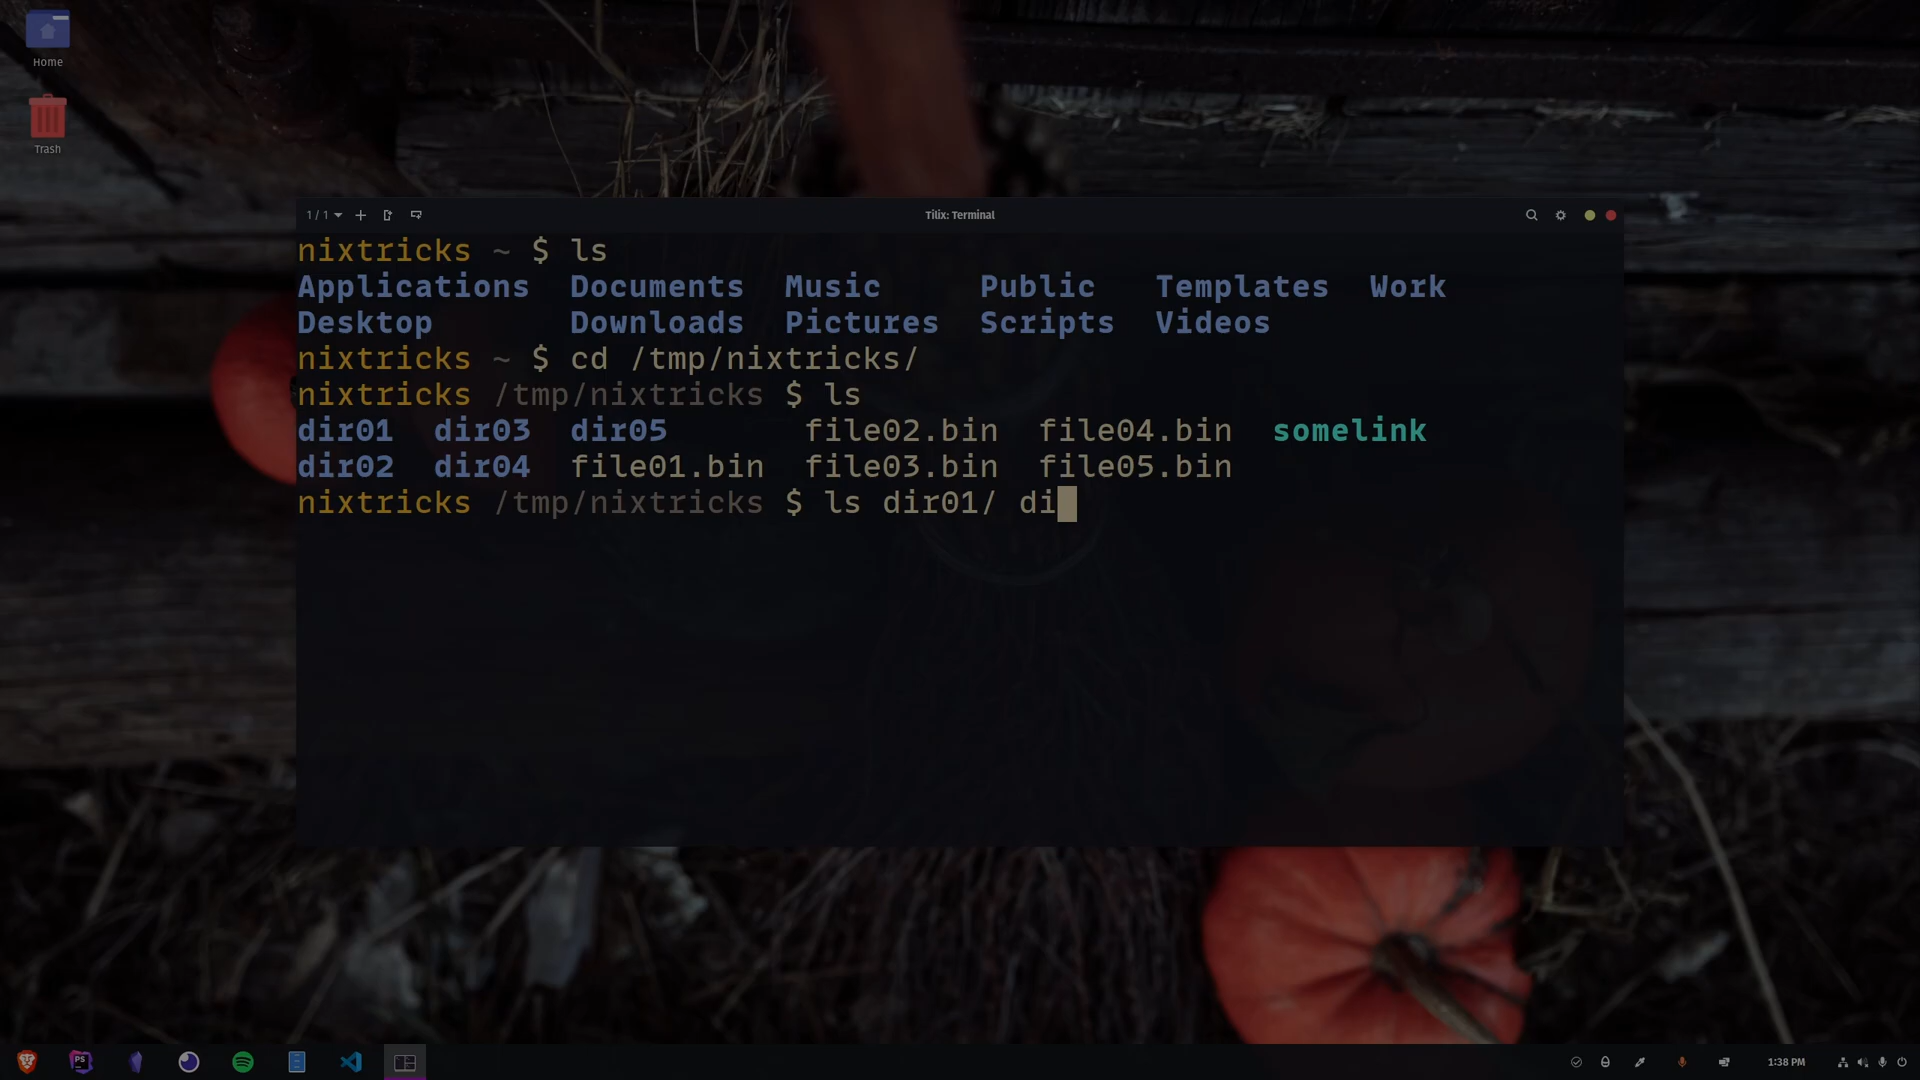 Home
Trash
1 / 1
Tilix: Terminal
nixtricks ~ $ ls
Applications Documents Music Public Templates Work
Desktop Downloads Pictures Scripts Videos
nixtricks ~ $ cd /tmp/nixtricks/
nixtricks /tmp/nixtricks $ ls
dir01 dir03 dir05 file02.bin file04.bin somelink
dir02 dir04 file01.bin file03.bin file05.bin
nixtricks /tmp/nixtricks $ ls dir01/ di
PS
1:38 PM